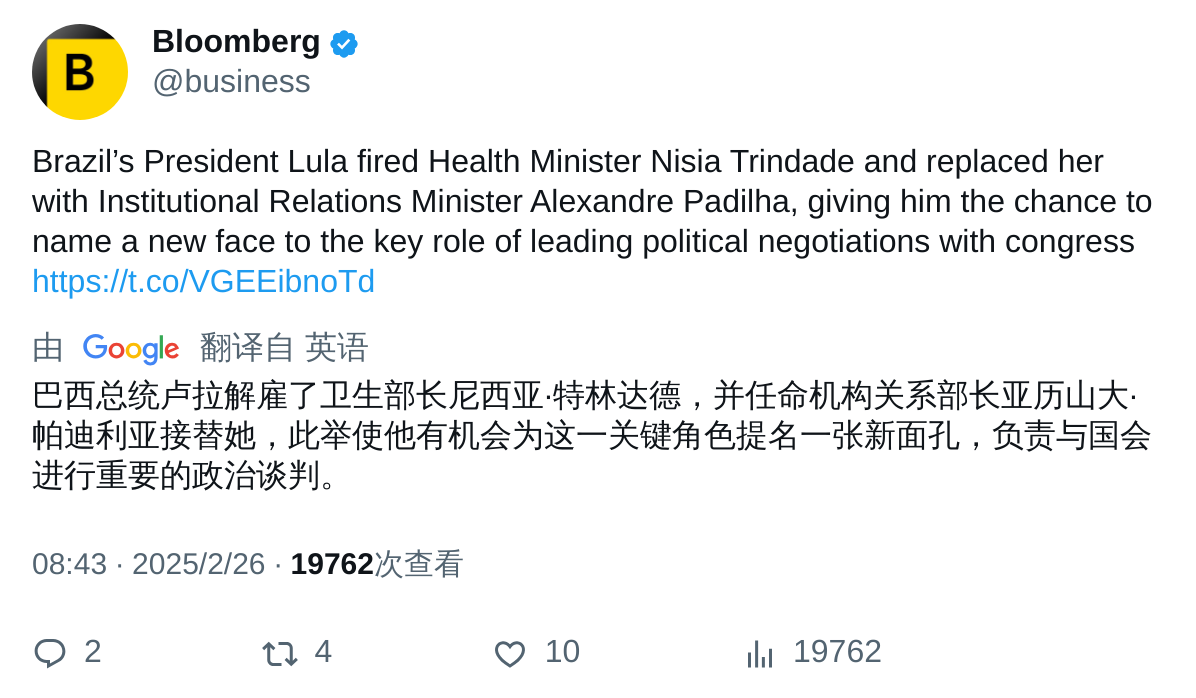 B
Bloomberg
@business
Brazil’s President Lula fired Health Minister Nisia Trindade and replaced her
with Institutional Relations Minister Alexandre Padilha, giving him the chance to
name a new face to the key role of leading political negotiations with congress
https://t.co/VGEEibnoTd
由 Google 翻译自 英语
巴西总统卢拉解雇了卫生部长尼西亚·特林达德，并任命机构关系部长亚历山大·
帕迪利亚接替她，此举使他有机会为这一关键角色提名一张新面孔，负责与国会
进行重要的政治谈判。
08:43 · 2025/2/26 · 19762次查看
2 4 10 19762